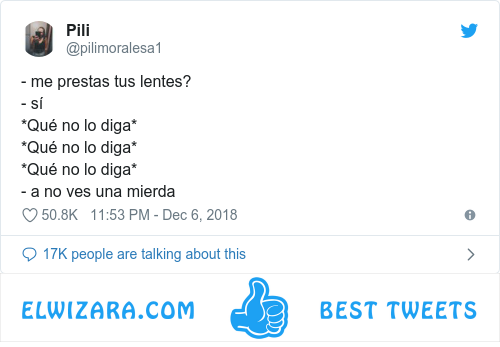 Pili
@pilimoralesa1
- me prestas tus lentes?
- sí
*Qué no lo diga*
*Qué no lo diga*
*Qué no lo diga*
- a no ves una mierda
50.8K 11:53 PM - Dec 6, 2018
17K people are talking about this
ELWIZARA.COM BEST TWEETS